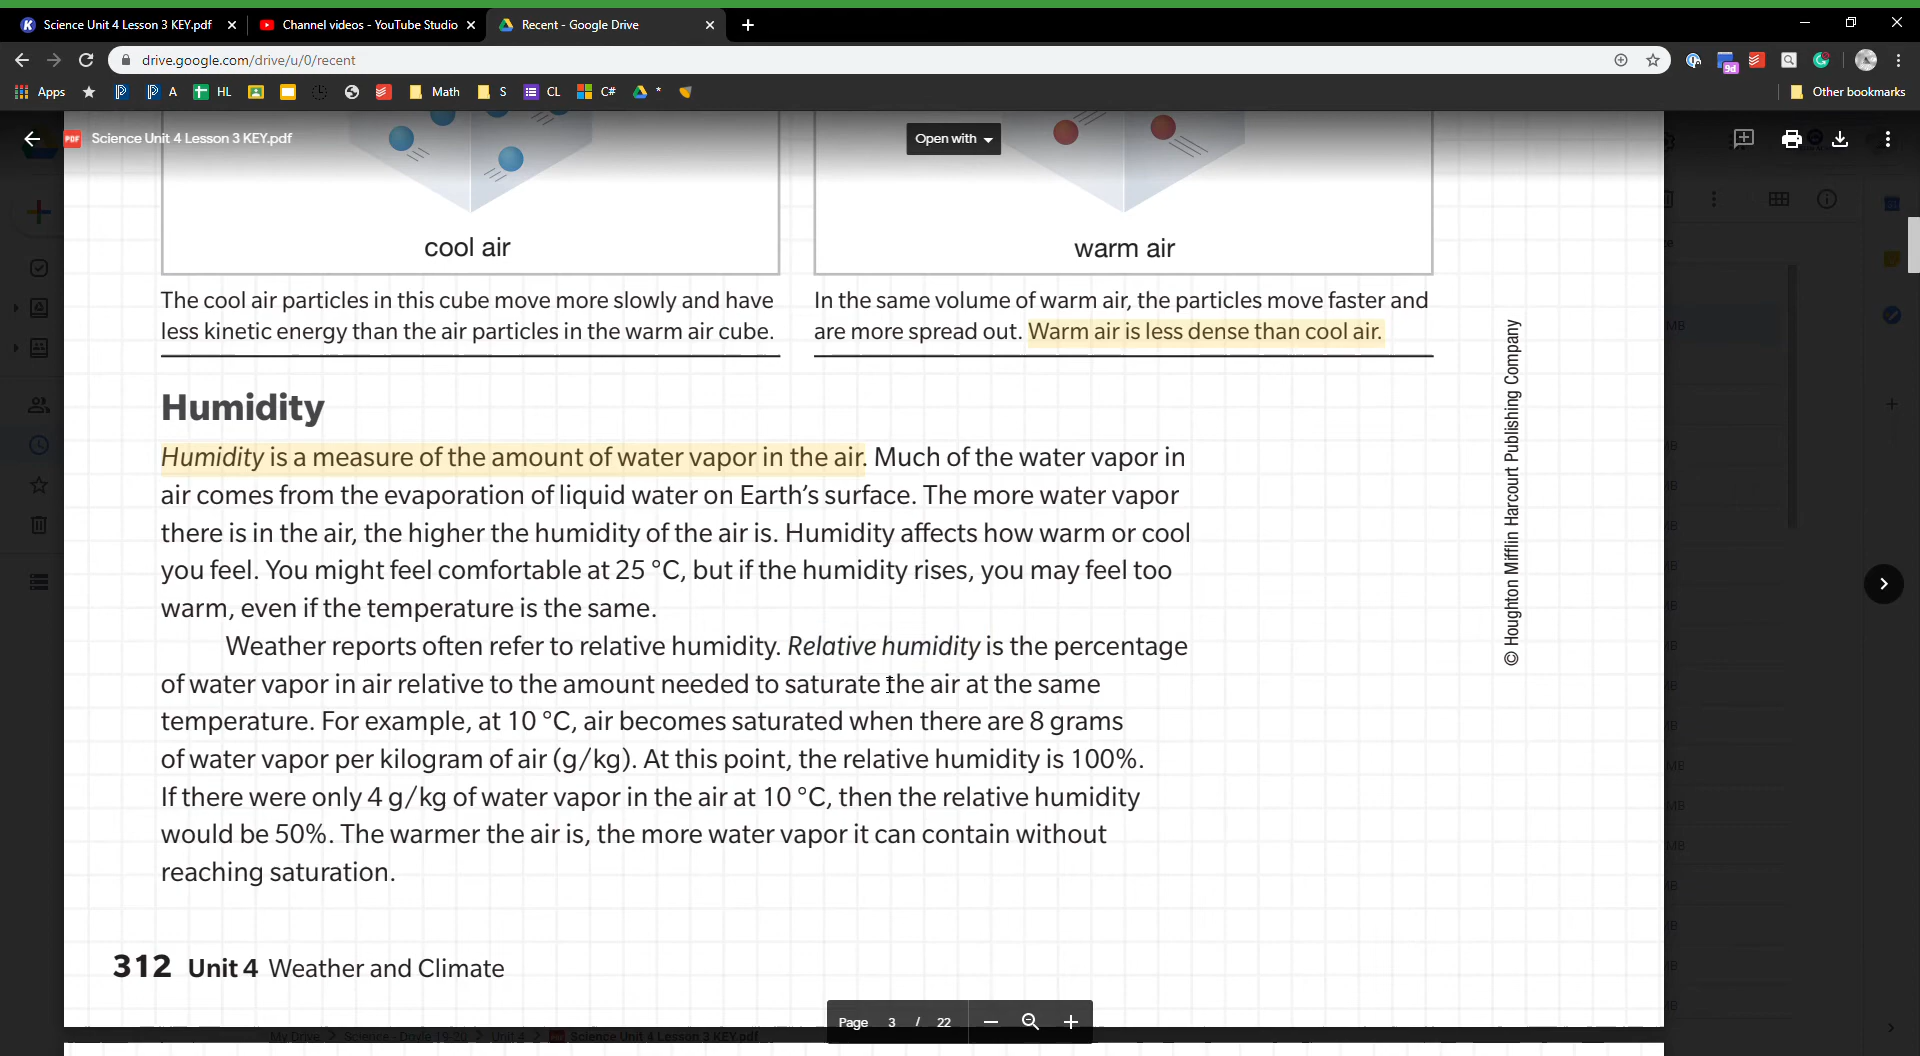 Science Unit 4 Lesson 3 KEY.pdf
Channel videos - YouTube Studio
Recent - Google Drive
drive.google.com/drive/u/0/recent
Apps
A
HL
Math
S
CL
C#
*
Other bookmarks
9d
PDF
Science Unit 4 Lesson 3 KEY.pdf
Open with
cool air
warm air
The cool air particles in this cube move more slowly and have
less kinetic energy than the air particles in the warm air cube.
In the same volume of warm air, the particles move faster and
are more spread out. Warm air is less dense than cool air.
Humidity
Humidity is a measure of the amount of water vapor in the air. Much of the water vapor in
air comes from the evaporation of liquid water on Earth’s surface. The more water vapor
there is in the air, the higher the humidity of the air is. Humidity affects how warm or cool
you feel. You might feel comfortable at 25 °C, but if the humidity rises, you may feel too
warm, even if the temperature is the same.
Weather reports often refer to relative humidity. Relative humidity is the percentage
of water vapor in air relative to the amount needed to saturate the air at the same
temperature. For example, at 10 °C, air becomes saturated when there are 8 grams
of water vapor per kilogram of air (g/kg). At this point, the relative humidity is 100%.
If there were only 4 g/kg of water vapor in the air at 10 °C, then the relative humidity
would be 50%. The warmer the air is, the more water vapor it can contain without
reaching saturation.
© Houghton Mifflin Harcourt Publishing Company
312 Unit 4 Weather and Climate
Page 3 / 22
My Drive
Unit 4
Science Unit 4 Lesson 3 KEY.pdf